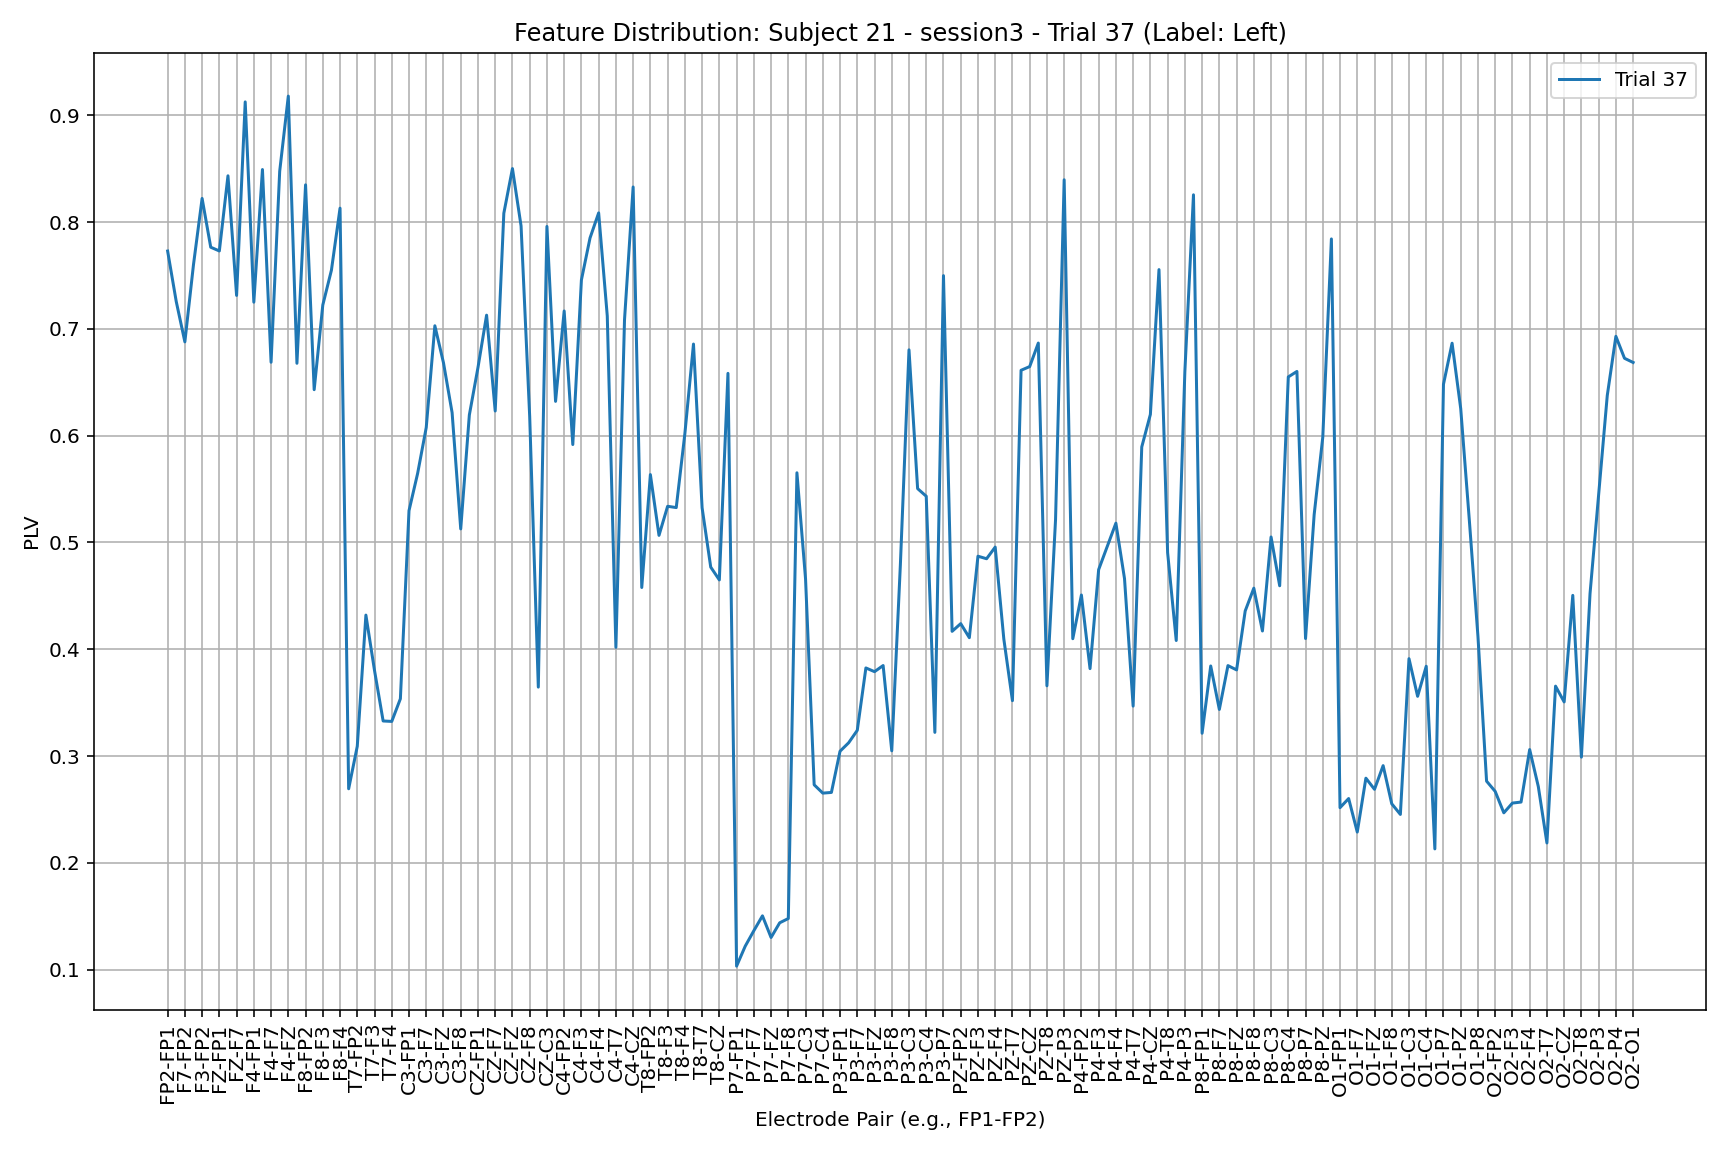 Feature Distribution: Subject 21 - session3 - Trial 37 (Label: Left)
Trial 37
PLV
0.9
0.8
0.7
0.6
0.5
0.4
0.3
0.2
0.1
FP2-FP1
F7-FP2
F3-FP2
FZ-FP1
FZ-F7
F4-FP1
F4-F7
F4-FZ
F8-FP2
F8-F3
F8-F4
T7-FP2
T7-F3
T7-F4
C3-FP1
C3-F7
C3-FZ
C3-F8
CZ-FP1
CZ-F7
CZ-FZ
CZ-F8
CZ-C3
C4-FP2
C4-F3
C4-F4
C4-T7
C4-CZ
T8-FP2
T8-F3
T8-F4
T8-T7
T8-CZ
P7-FP1
P7-F7
P7-FZ
P7-F8
P7-C3
P7-C4
P3-FP1
P3-F7
P3-FZ
P3-F8
P3-C3
P3-C4
P3-P7
PZ-FP2
PZ-F3
PZ-F4
PZ-T7
PZ-CZ
PZ-T8
PZ-P3
P4-FP2
P4-F3
P4-F4
P4-T7
P4-CZ
P4-T8
P4-P3
P8-FP1
P8-F7
P8-FZ
P8-F8
P8-C3
P8-C4
P8-P7
P8-PZ
O1-FP1
O1-F7
O1-FZ
O1-F8
O1-C3
O1-C4
O1-P7
O1-PZ
O1-P8
O2-FP2
O2-F3
O2-F4
O2-T7
O2-CZ
O2-T8
O2-P3
O2-P4
O2-O1
Electrode Pair (e.g., FP1-FP2)